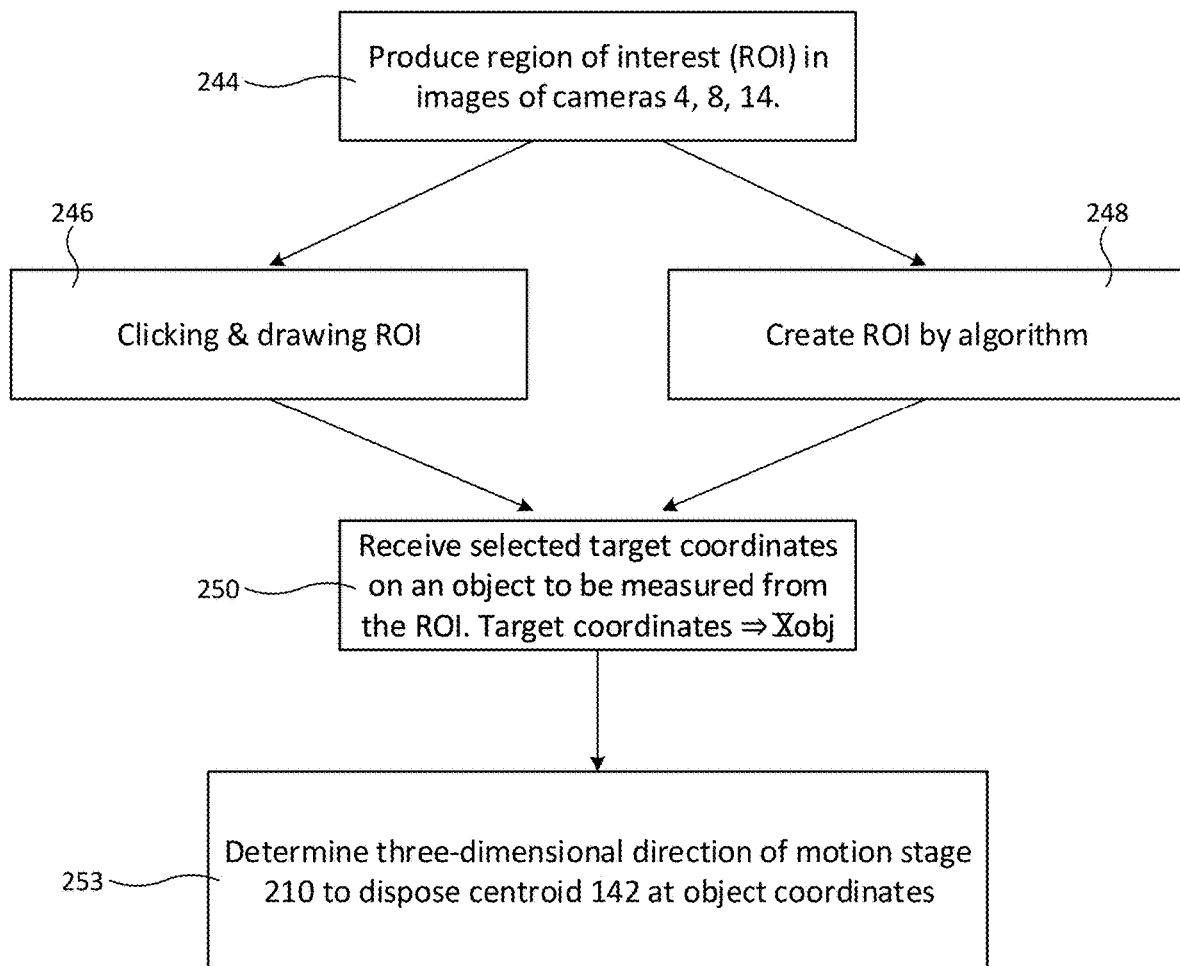 244
Produce region of interest (ROI) in
images of cameras 4, 8, 14.
246
248
Clicking & drawing ROI
Create ROI by algorithm
250
Receive selected target coordinates
on an object to be measured from
the ROI. Target coordinates ⇒ 𝕏obj
253
Determine three-dimensional direction of motion stage
210 to dispose centroid 142 at object coordinates